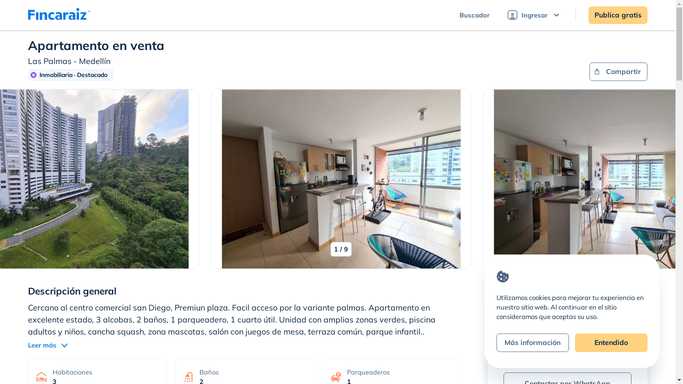 Fincaraiz
Buscador
Ingresar
Publica gratis
Apartamento en venta
Las Palmas - Medellín
Inmobiliaria · Destacado
Compartir
1 / 9
Descripción general
Cercano al centro comercial san Diego, Premiun plaza. Facil acceso por la variante palmas. Apartamento en
excelente estado, 3 alcobas, 2 baños, 1 parqueadero, 1 cuarto útil. Unidad con amplias zonas verdes, piscina
adultos y niños, cancha squash, zona mascotas, salón con juegos de mesa, terraza común, parque infantil..
Leer más
Habitaciones
3
Baños
2
Parqueaderos
1
Utilizamos cookies para mejorar tu experiencia en
nuestro sitio web. Al continuar en el sitio
consideramos que aceptas su uso.
Más información
Entendido
Contactar por WhatsApp